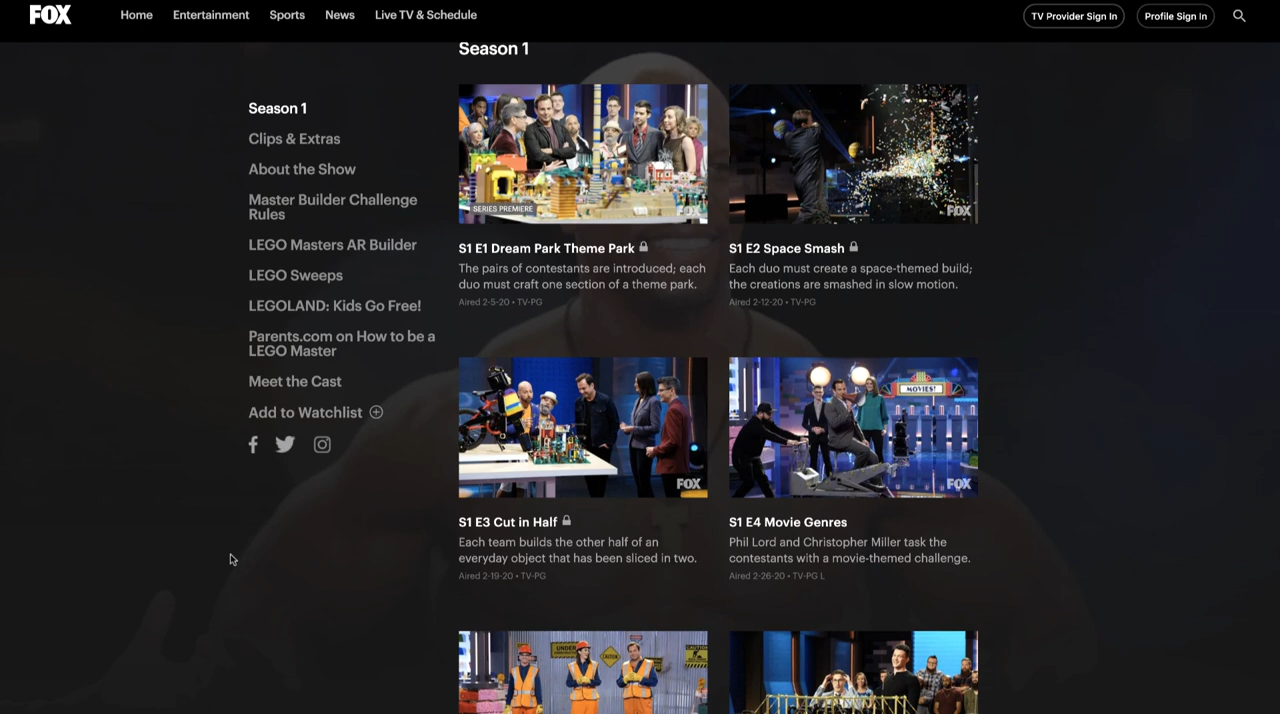 FOX
Home
Entertainment
Sports
News
Live TV & Schedule
TV Provider Sign In
Profile Sign In
Season 1
Clips & Extras
About the Show
Master Builder Challenge
Rules
LEGO Masters AR Builder
LEGO Sweeps
LEGOLAND: Kids Go Free!
Parents.com on How to be a
LEGO Master
Meet the Cast
Add to Watchlist
Season 1
SERIES PREMIERE
FOX
S1 E1 Dream Park Theme Park
The pairs of contestants are introduced; each
duo must craft one section of a theme park.
Aired 2-5-20 • TV-PG
FOX
S1 E2 Space Smash
Each duo must create a space-themed build;
the creations are smashed in slow motion.
Aired 2-12-20 • TV-PG
FOX
S1 E3 Cut in Half
Each team builds the other half of an
everyday object that has been sliced in two.
Aired 2-19-20 • TV-PG
MOVIES!
FOX
S1 E4 Movie Genres
Phil Lord and Christopher Miller task the
contestants with a movie-themed challenge.
Aired 2-26-20 • TV-PG L
UNDER
CAUTION
CAUTION